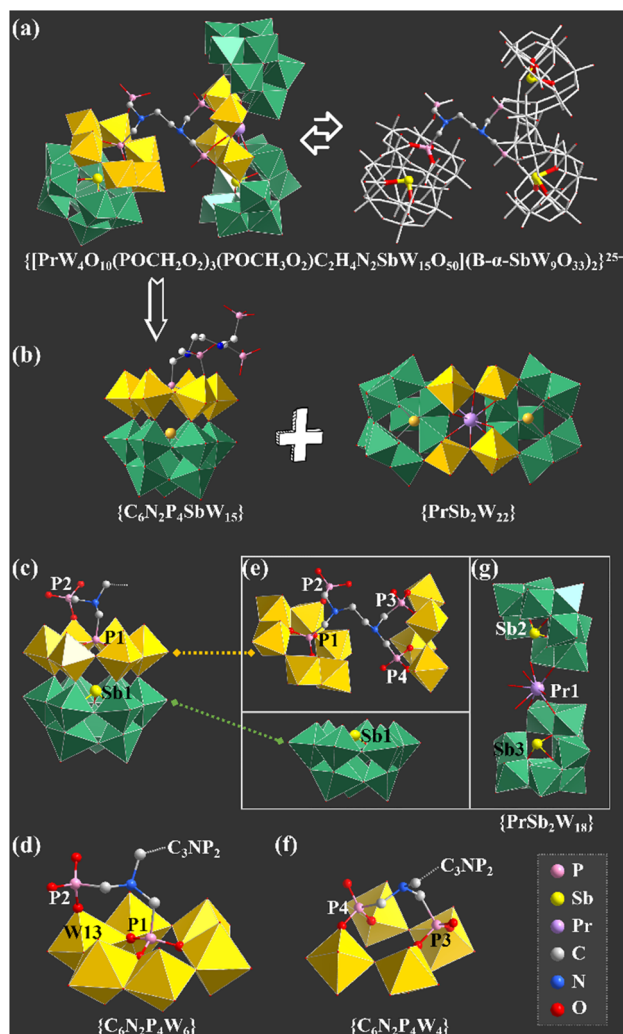 (a)
{[PrW₄O₁₀(POCH₂O₂)₃(POCH₃O₂)C₂H₄N₂SbW₁₅O₅₀](B-α-SbW₉O₃₃)₂}²⁵⁻
(b)
{C₆N₂P₄SbW₁₅}
{PrSb₂W₂₂}
(c)
P2
P1
Sb1
(e)
P2
P3
P1
P4
Sb1
(g)
Sb2
Pr1
Sb3
{PrSb₂W₁₈}
(d)
C₃NP₂
P2
P1
W13
{C₆N₂P₄W₆}
(f)
C₃NP₂
P4
P3
{C₆N₂P₄W₄}
P
Sb
Pr
C
N
O